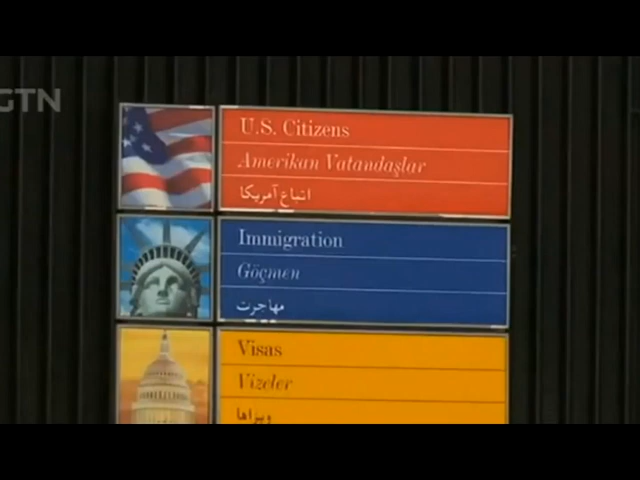 GTN
U.S. Citizens
Amerikan Vatandaşlar
اتباع آمریکا
Immigration
Göçmen
مهاجرت
Visas
Vizeler
ویزاها